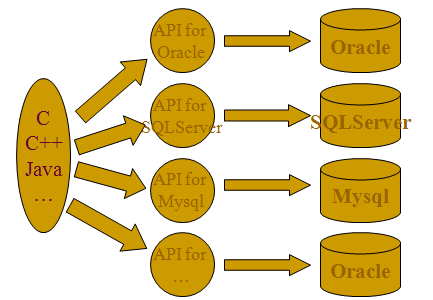 C
C++
Java
…
API for
Oracle
Oracle
API for
SQLServer
SQLServer
API for
Mysql
Mysql
API for
…
Oracle